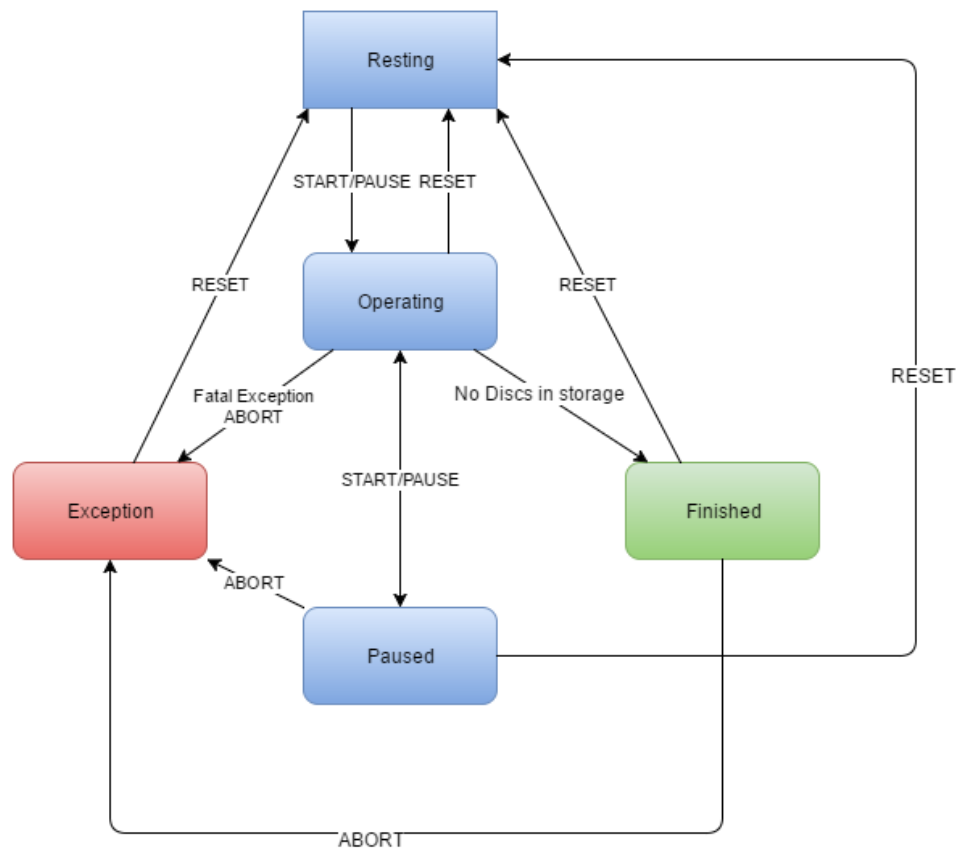 Resting
START/PAUSE
RESET
RESET
RESET
Operating
RESET
Fatal Exception
ABORT
No Discs in storage
START/PAUSE
Exception
Finished
ABORT
Paused
ABORT